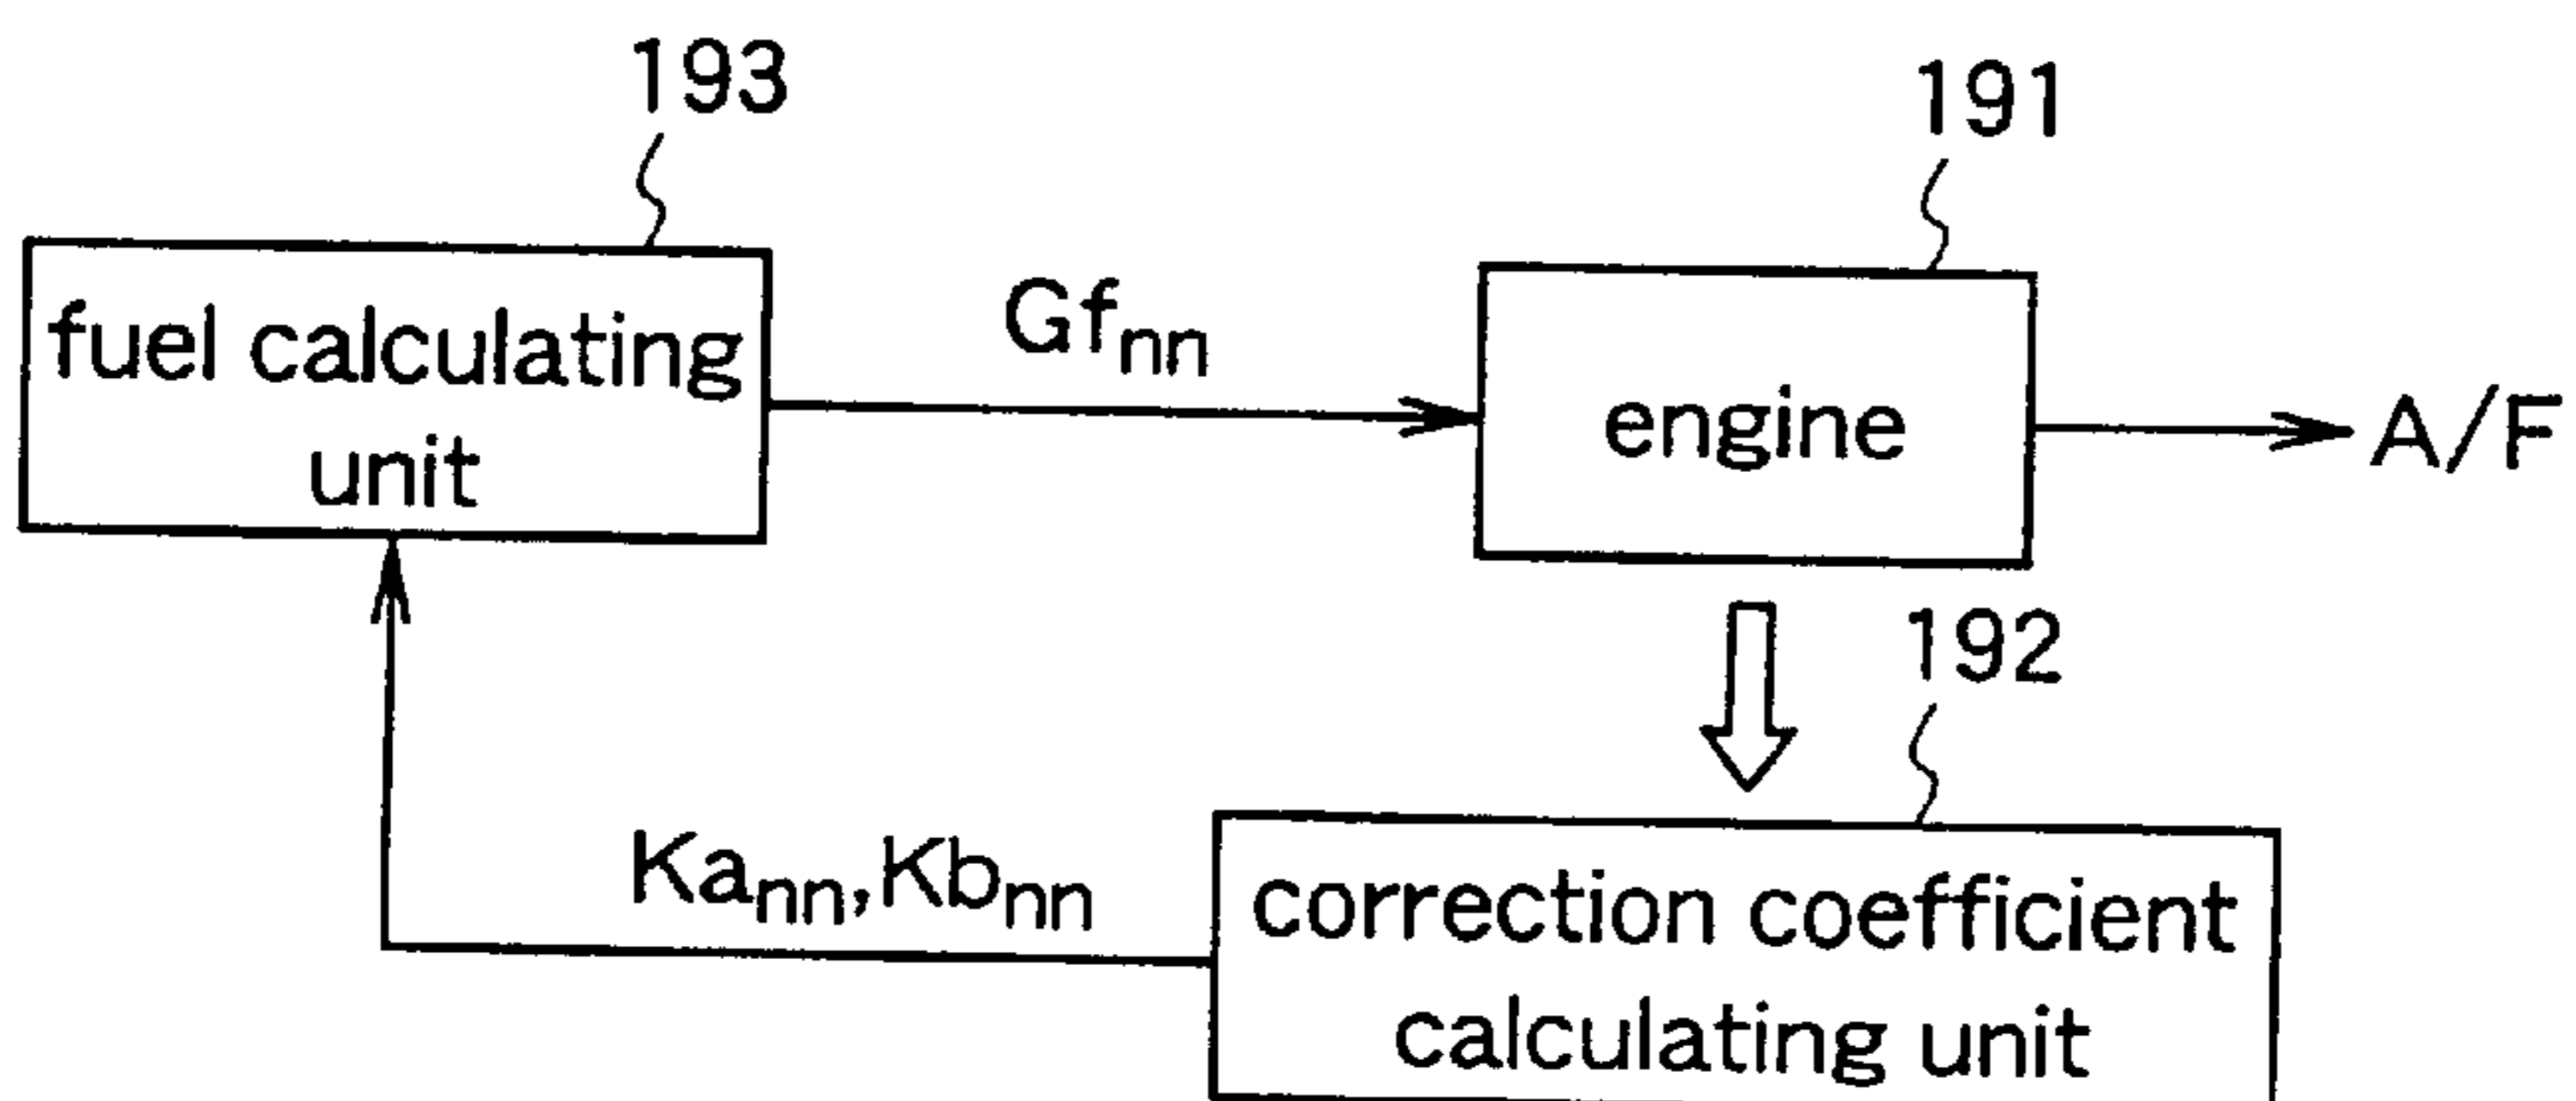 193
191
fuel calculating
unit
Gfnn
engine
A/F
192
Kann,Kbnn
correction coefficient
calculating unit